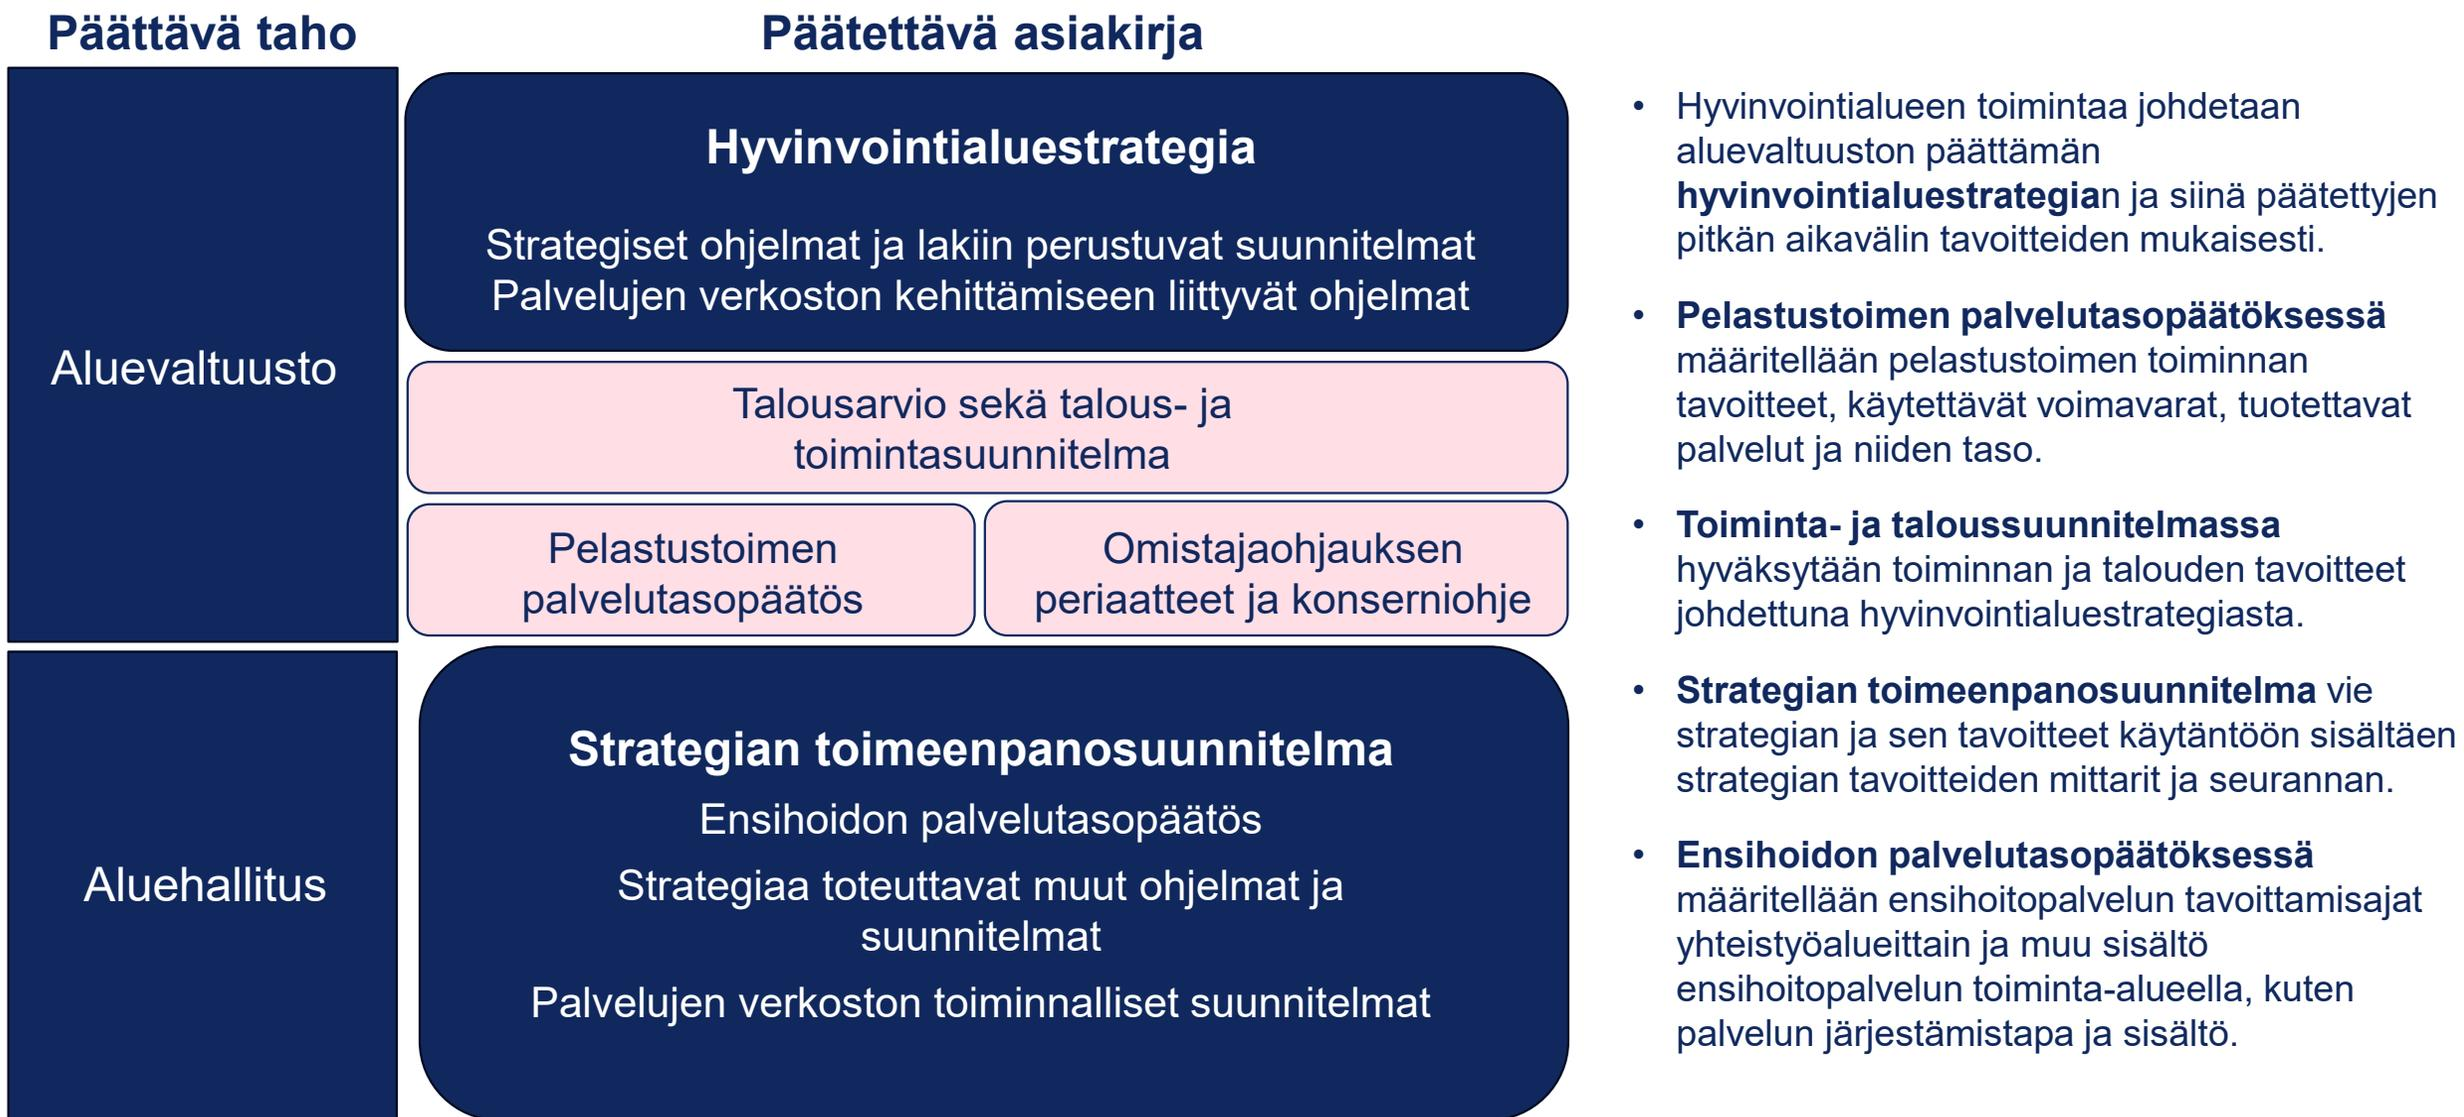 Päättävä taho
Päätettävä asiakirja
Aluevaltuusto
Hyvinvointialuestrategia
Strategiset ohjelmat ja lakiin perustuvat suunnitelmat
Palvelujen verkoston kehittämiseen liittyvät ohjelmat
Talousarvio sekä talous- ja
toimintasuunnitelma
Pelastustoimen
palvelutasopäätös
Omistajaohjauksen
periaatteet ja konserniohje
Aluehallitus
Strategian toimeenpanosuunnitelma
Ensihoidon palvelutasopäätös
Strategiaa toteuttavat muut ohjelmat ja
suunnitelmat
Palvelujen verkoston toiminnalliset suunnitelmat
• Hyvinvointialueen toimintaa johdetaan
aluevaltuuston päättämän
hyvinvointialuestrategian ja siinä päätettyjen
pitkän aikavälin tavoitteiden mukaisesti.
• Pelastustoimen palvelutasopäätöksessä
määritellään pelastustoimen toiminnan
tavoitteet, käytettävät voimavarat, tuotettavat
palvelut ja niiden taso.
• Toiminta- ja taloussuunnitelmassa
hyväksytään toiminnan ja talouden tavoitteet
johdettuna hyvinvointialuestrategiasta.
• Strategian toimeenpanosuunnitelma vie
strategian ja sen tavoitteet käytäntöön sisältäen
strategian tavoitteiden mittarit ja seurannan.
• Ensihoidon palvelutasopäätöksessä
määritellään ensihoitopalvelun tavoittamisajat
yhteistyöalueittain ja muu sisältö
ensihoitopalvelun toiminta-alueella, kuten
palvelun järjestämistapa ja sisältö.